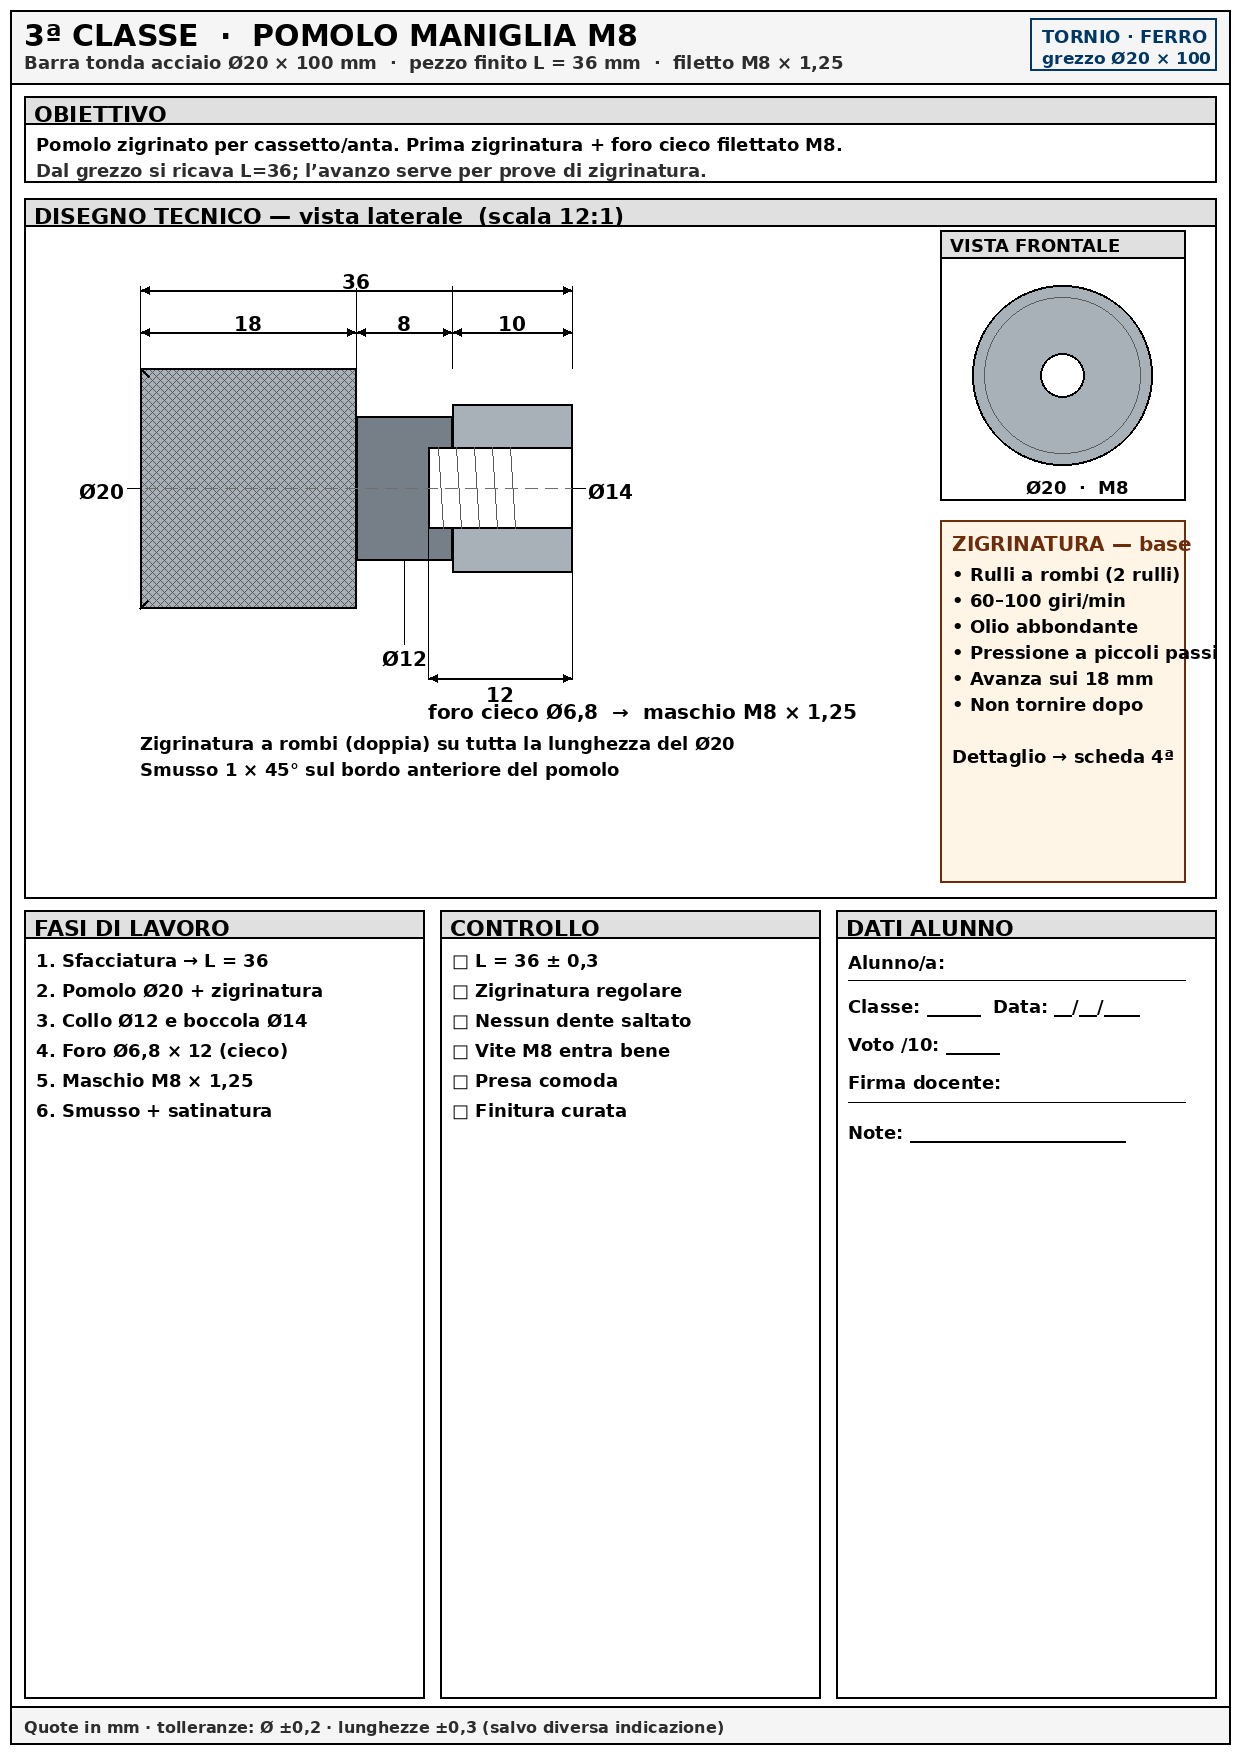 3ª CLASSE · POMOLO MANIGLIA M8
Barra tonda acciaio Ø20 × 100 mm · pezzo finito L = 36 mm · filetto M8 × 1,25
TORNIO · FERRO
grezzo Ø20 × 100
OBIETTIVO
Pomolo zigrinato per cassetto/anta. Prima zigrinatura + foro cieco filettato M8.
Dal grezzo si ricava L=36; l’avanzo serve per prove di zigrinatura.
DISEGNO TECNICO — vista laterale (scala 12:1)
36
18
8
10
Ø20
Ø14
Ø12
12
foro cieco Ø6,8 → maschio M8 × 1,25
Zigrinatura a rombi (doppia) su tutta la lunghezza del Ø20
Smusso 1 × 45° sul bordo anteriore del pomolo
VISTA FRONTALE
Ø20 · M8
ZIGRINATURA — base
• Rulli a rombi (2 rulli)
• 60–100 giri/min
• Olio abbondante
• Pressione a piccoli passi
• Avanza sui 18 mm
• Non tornire dopo
Dettaglio → scheda 4ª
FASI DI LAVORO
1. Sfacciatura → L = 36
2. Pomolo Ø20 + zigrinatura
3. Collo Ø12 e boccola Ø14
4. Foro Ø6,8 × 12 (cieco)
5. Maschio M8 × 1,25
6. Smusso + satinatura
CONTROLLO
□ L = 36 ± 0,3
□ Zigrinatura regolare
□ Nessun dente saltato
□ Vite M8 entra bene
□ Presa comoda
□ Finitura curata
DATI ALUNNO
Alunno/a:
Classe: ______ Data: __/__/____
Voto /10: ______
Firma docente:
Note: ________________________
Quote in mm · tolleranze: Ø ±0,2 · lunghezze ±0,3 (salvo diversa indicazione)